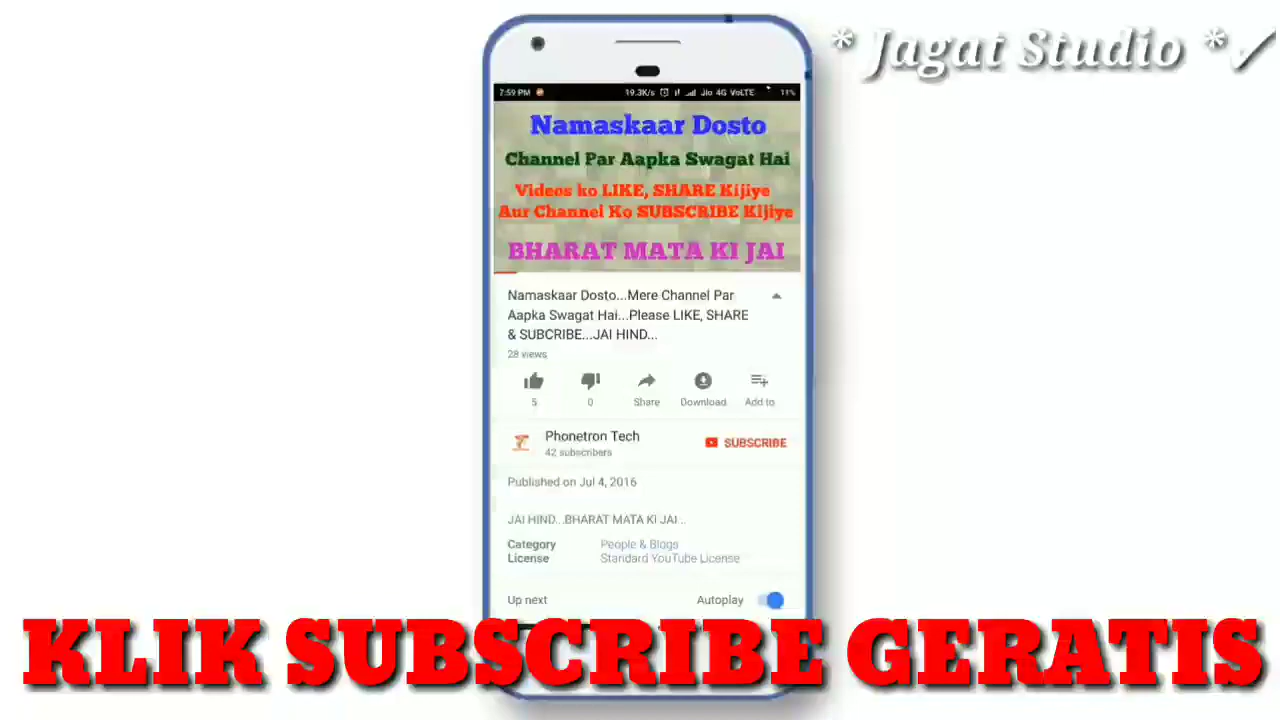 * Jagat Studio *✓
7:59 PM 19.3K/s Jio 4G VoLTE 11%
Namaskaar Dosto
Channel Par Aapka Swagat Hai
Videos ko LIKE, SHARE Kijiye
Aur Channel Ko SUBSCRIBE Kijiye
BHARAT MATA KI JAI
Namaskaar Dosto...Mere Channel Par
Aapka Swagat Hai...Please LIKE, SHARE
& SUBCRIBE...JAI HIND...
28 views
5 0 Share Download Add to
Phonetron Tech
SUBSCRIBE
42 subscribers
Published on Jul 4, 2016
JAI HIND...BHARAT MATA KI JAI...
Category People & Blogs
License Standard YouTube License
Up next Autoplay
KLIK SUBSCRIBE GERATIS